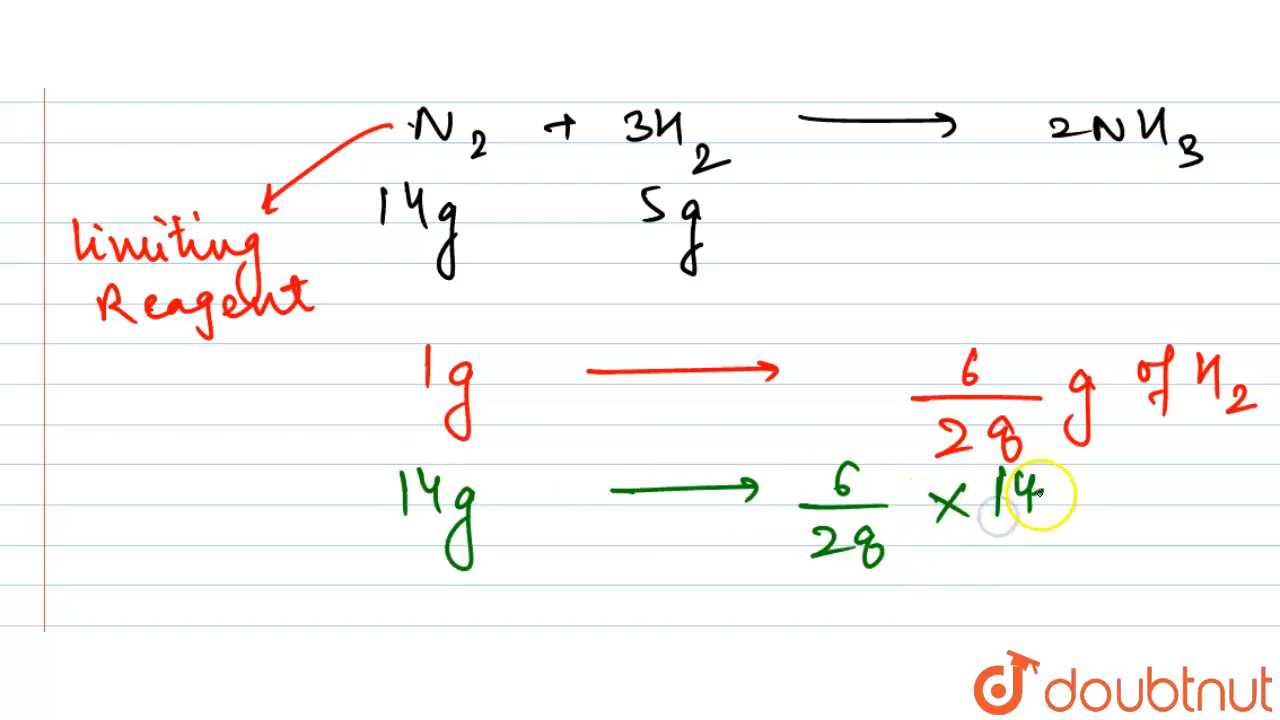 N₂ + 3H₂ ⟶ 2NH₃
14g 5g
limiting
Reagent
1g ⟶ 6/28 g of H₂
14g ⟶ 6/28 × 14
doubtnut